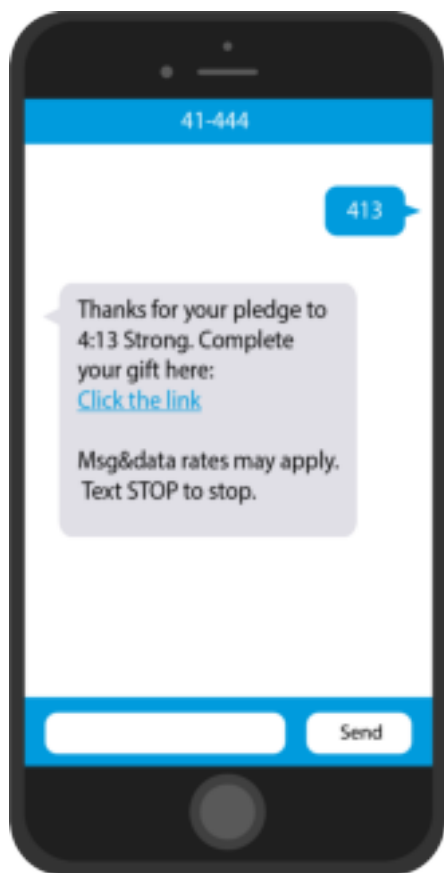 41-444
413
Thanks for your pledge to
4:13 Strong. Complete
your gift here:
Click the link
Msg&data rates may apply.
Text STOP to stop.
Send